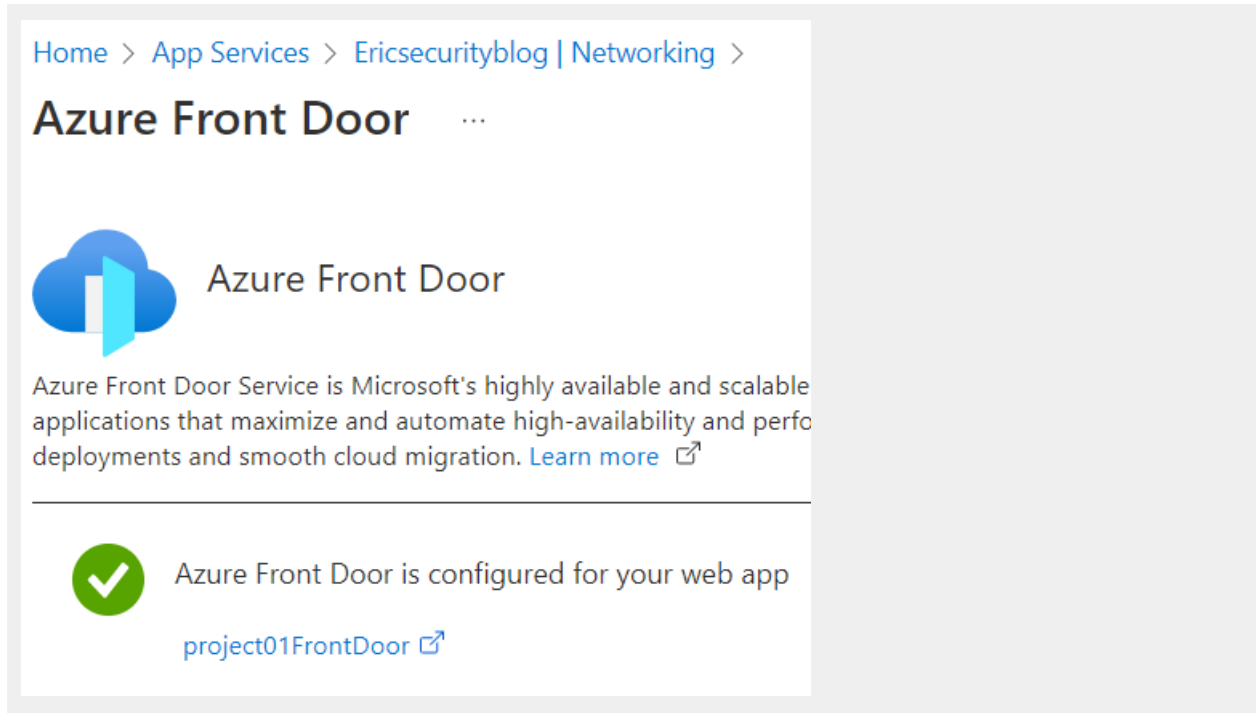 Home > App Services > Ericsecurityblog | Networking >
Azure Front Door ...
Azure Front Door
Azure Front Door Service is Microsoft's highly available and scalable
applications that maximize and automate high-availability and perfo
deployments and smooth cloud migration. Learn more
Azure Front Door is configured for your web app
project01FrontDoor